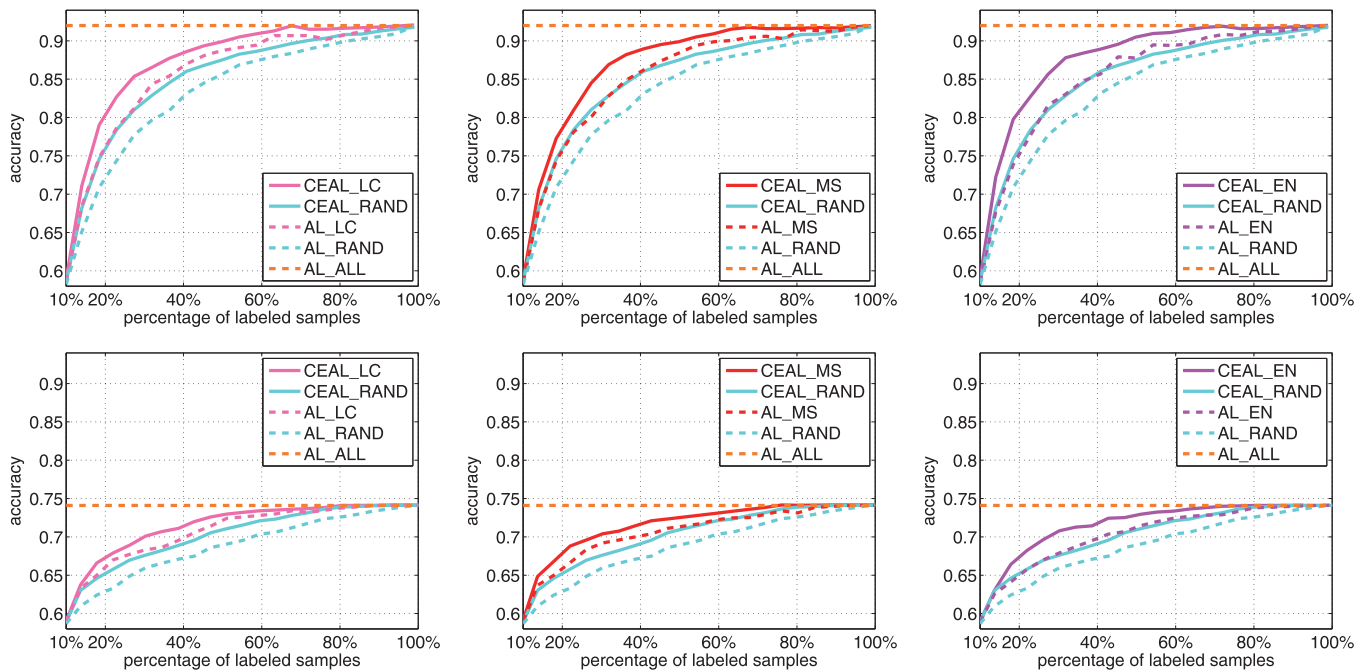 0.9
0.85
0.8
0.75
0.7
0.65
0.6
accuracy
CEAL_LC
CEAL_RAND
AL_LC
AL_RAND
AL_ALL
10% 20% 40% 60% 80% 100%
percentage of labeled samples
0.9
0.85
0.8
0.75
0.7
0.65
0.6
accuracy
CEAL_MS
CEAL_RAND
AL_MS
AL_RAND
AL_ALL
10% 20% 40% 60% 80% 100%
percentage of labeled samples
0.9
0.85
0.8
0.75
0.7
0.65
0.6
accuracy
CEAL_EN
CEAL_RAND
AL_EN
AL_RAND
AL_ALL
10% 20% 40% 60% 80% 100%
percentage of labeled samples
0.9
0.85
0.8
0.75
0.7
0.65
0.6
accuracy
CEAL_LC
CEAL_RAND
AL_LC
AL_RAND
AL_ALL
10% 20% 40% 60% 80% 100%
percentage of labeled samples
0.9
0.85
0.8
0.75
0.7
0.65
0.6
accuracy
CEAL_MS
CEAL_RAND
AL_MS
AL_RAND
AL_ALL
10% 20% 40% 60% 80% 100%
percentage of labeled samples
0.9
0.85
0.8
0.75
0.7
0.65
0.6
accuracy
CEAL_EN
CEAL_RAND
AL_EN
AL_RAND
AL_ALL
10% 20% 40% 60% 80% 100%
percentage of labeled samples